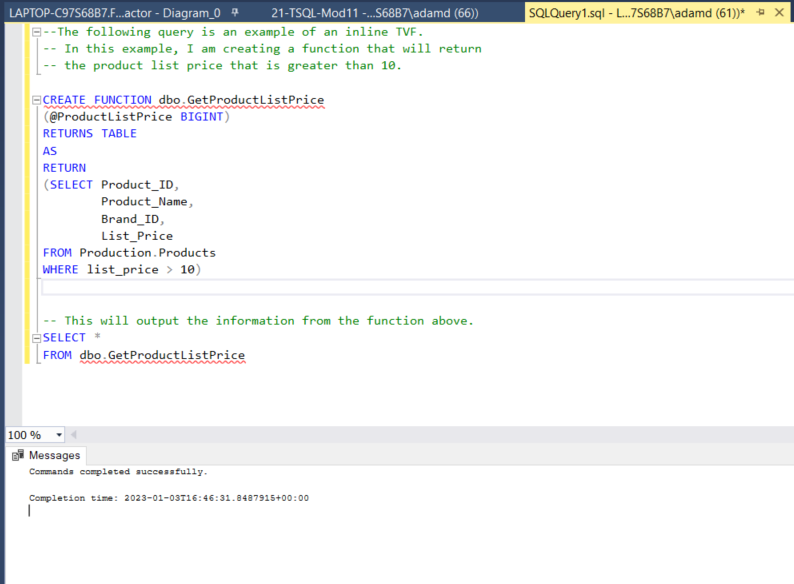 LAPTOP-C97S68B7.F...actor - Diagram_0 21-TSQL-Mod11 -...S68B7\adamd (66)) SQLQuery1.sql - L...7S68B7\adamd (71))*
--The following query is an example of an inline TVF.
-- In this example, I am creating a function that will return
-- the product list price that is greater than 10.
CREATE FUNCTION dbo.GetProductListPrice
(@ProductListPrice BIGINT)
RETURNS TABLE
AS
RETURN
(SELECT Product_ID,
Product_Name,
Brand_ID,
List_Price
FROM Production.Products
WHERE list_price > 10)
-- This will output the information from the function above.
SELECT *
FROM dbo.GetProductListPrice
100 %
Messages
Commands completed successfully.
Completion time: 2023-01-03T16:46:31.8487915+00:00